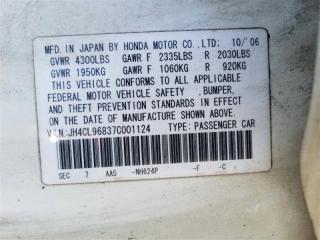 MFD. IN JAPAN BY HONDA MOTOR CO.,LTD: 10/'06
GVWR 4300LBS GAWR F 2335LBS R 2030LBS
GVWR 1950KG GAWR F 1060KG R 920KG
THIS VEHICLE CONFORMS TO ALL APPLICABLE
FEDERAL MOTOR VEHICLE SAFETY ,BUMPER,
AND THEFT PREVENTION STANDARDS IN EFFECT
ON THE DATE OF MANUFACTURE SHOWN ABOVE.
V.I.N:JH4CL96837C001124 TYPE: PASSENGER CAR
SEC 7 AA5 -NH624P -F -C